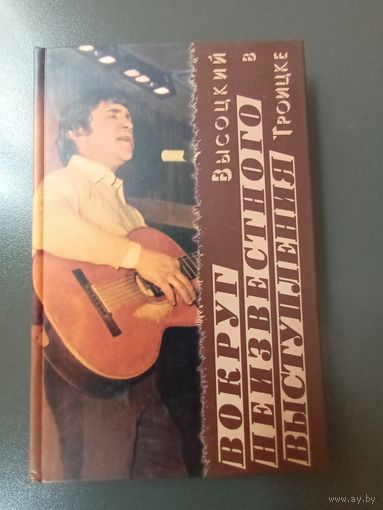 Высоцкий в Троицке
ВОКРУГ
НЕИЗВЕСТНОГО
ВЫСТУПЛЕНИЯ
www.ay.by